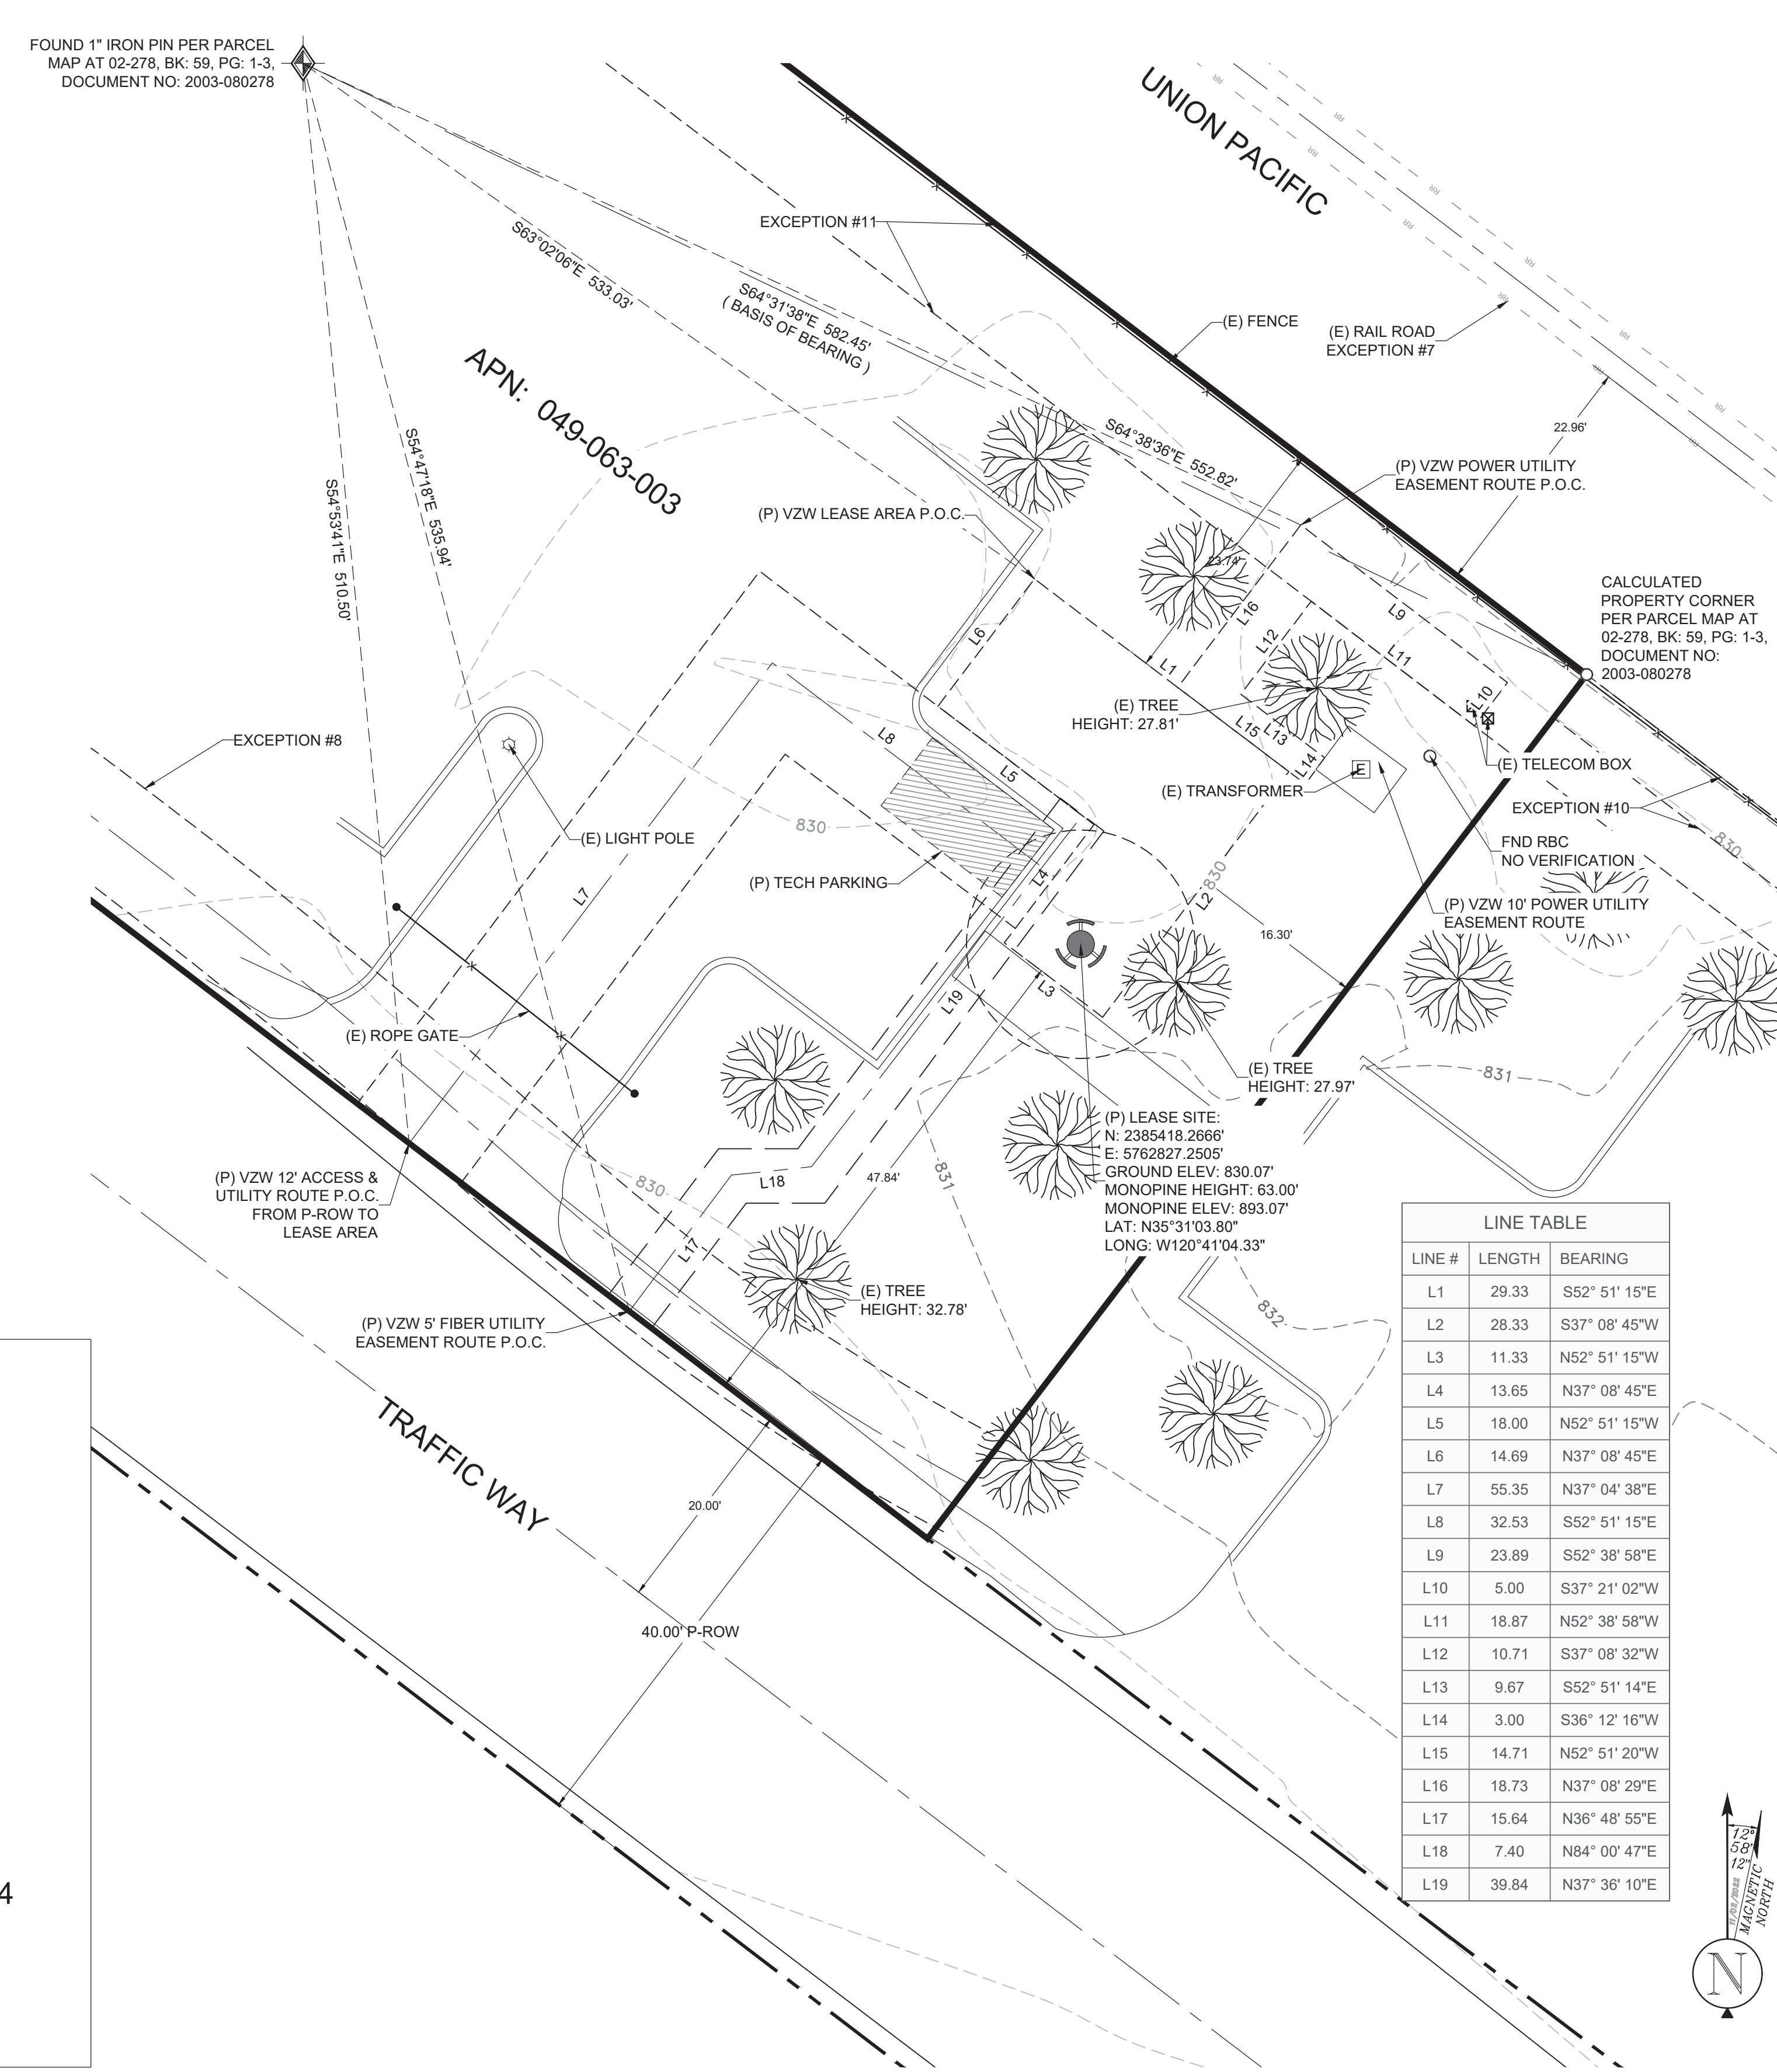 FOUND 1" IRON PIN PER PARCEL
MAP AT 02-278, BK: 59, PG: 1-3,
DOCUMENT NO: 2003-080278
UNION PACIFIC
RR
RR
RR
RR
RR
RR
RR
RR
RR
RR
RR
RR
EXCEPTION #11
S63°02'06"E 533.03'
S64°31'38"E 582.45'
( BASIS OF BEARING )
(E) FENCE
(E) RAIL ROAD
EXCEPTION #7
APN: 049-063-003
S54°47'18"E 535.94'
S54°53'41"E 510.50'
S64°38'36"E 552.82'
22.96'
(P) VZW POWER UTILITY
EASEMENT ROUTE P.O.C.
(P) VZW LEASE AREA P.O.C.
23.74'
CALCULATED
PROPERTY CORNER
PER PARCEL MAP AT
02-278, BK: 59, PG: 1-3,
DOCUMENT NO:
2003-080278
L16
L9
L6
L12
L11
L1
L10
(E) TREE
HEIGHT: 27.81'
L15
L13
L8
L14
EXCEPTION #8
L5
E
(E) TELECOM BOX
(E) TRANSFORMER
EXCEPTION #10
830
(E) LIGHT POLE
830
FND RBC
NO VERIFICATION
(P) TECH PARKING
L4
830
L7
L2
(P) VZW 10' POWER UTILITY
EASEMENT ROUTE
16.30'
L3
L19
(E) ROPE GATE
(E) TREE
HEIGHT: 27.97'
831
(P) LEASE SITE:
N: 2385418.2666'
E: 5762827.2505'
GROUND ELEV: 830.07'
MONOPINE HEIGHT: 63.00'
MONOPINE ELEV: 893.07'
LAT: N35°31'03.80"
LONG: W120°41'04.33"
(P) VZW 12' ACCESS &
UTILITY ROUTE P.O.C.
FROM P-ROW TO
LEASE AREA
830
L18
47.84'
831
L17
(E) TREE
HEIGHT: 32.78'
832
(P) VZW 5' FIBER UTILITY
EASEMENT ROUTE P.O.C.
TRAFFIC WAY
20.00'
40.00' P-ROW
LINE TABLE
LINE # LENGTH BEARING
L1 29.33 S52° 51' 15"E
L2 28.33 S37° 08' 45"W
L3 11.33 N52° 51' 15"W
L4 13.65 N37° 08' 45"E
L5 18.00 N52° 51' 15"W
L6 14.69 N37° 08' 45"E
L7 55.35 N37° 04' 38"E
L8 32.53 S52° 51' 15"E
L9 23.89 S52° 38' 58"E
L10 5.00 S37° 21' 02"W
L11 18.87 N52° 38' 58"W
L12 10.71 S37° 08' 32"W
L13 9.67 S52° 51' 14"E
L14 3.00 S36° 12' 16"W
L15 14.71 N52° 51' 20"W
L16 18.73 N37° 08' 29"E
L17 15.64 N36° 48' 55"E
L18 7.40 N84° 00' 47"E
L19 39.84 N37° 36' 10"E
12°
58'
12"
11/02/2022
MAGNETIC
NORTH
N
4